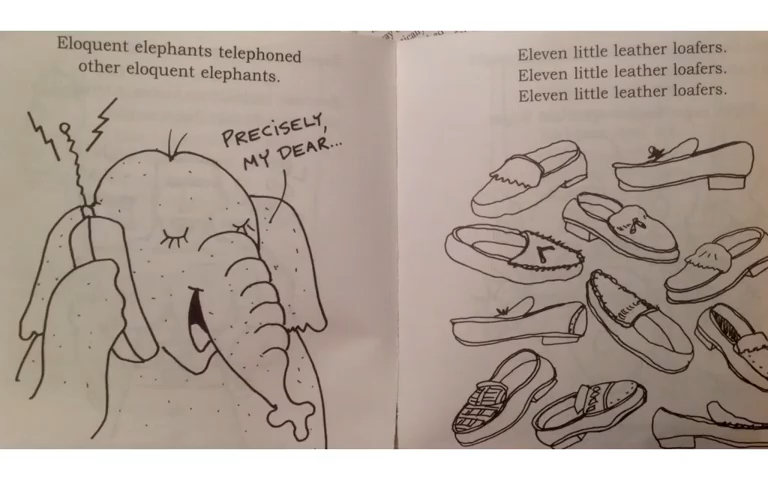 Eloquent elephants telephoned
other eloquent elephants.
PRECISELY,
MY DEAR...
Eleven little leather loafers.
Eleven little leather loafers.
Eleven little leather loafers.